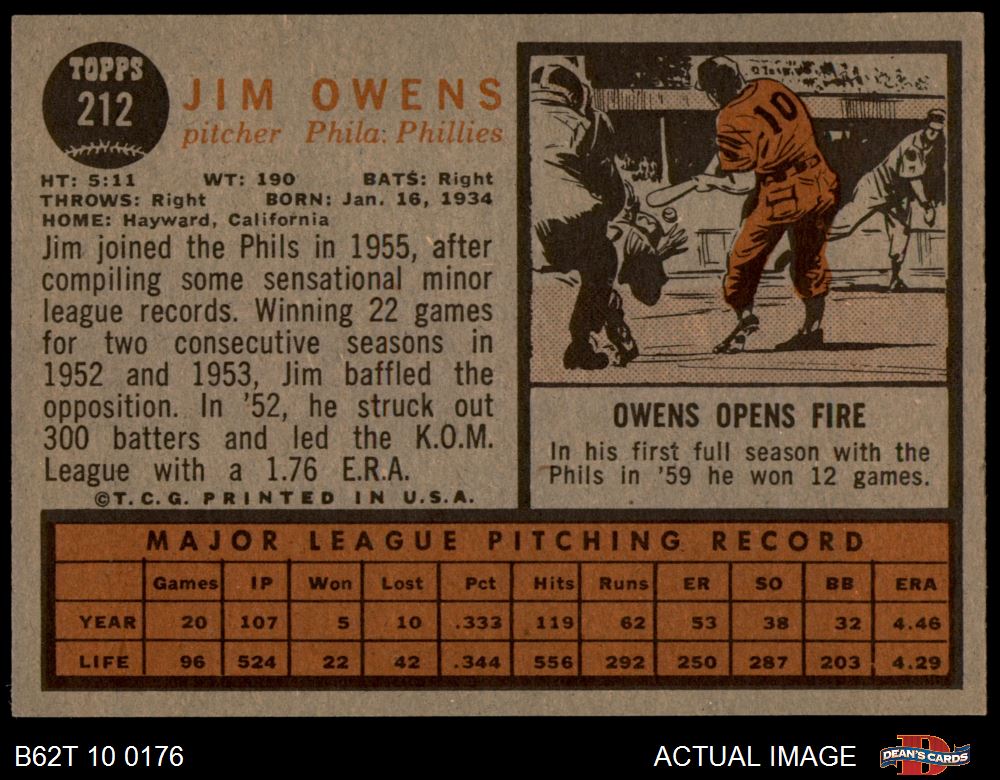 TOPPS
212
JIM OWENS
pitcher Phila: Phillies
HT: 5:11 WT: 190 BATS: Right
THROWS: Right BORN: Jan. 16, 1934
HOME: Hayward, California
Jim joined the Phils in 1955, after
compiling some sensational minor
league records. Winning 22 games
for two consecutive seasons in
1952 and 1953, Jim baffled the
opposition. In '52, he struck out
300 batters and led the K.O.M.
League with a 1.76 E.R.A.
©T.C.G. PRINTED IN U.S.A.
10
OWENS OPENS FIRE
In his first full season with the
Phils in '59 he won 12 games.
MAJOR LEAGUE PITCHING RECORD
Games IP Won Lost Pct Hits Runs ER SO BB ERA
YEAR 20 107 5 10 .333 119 62 53 38 32 4.46
LIFE 96 524 22 42 .344 556 292 250 287 203 4.29
B62T 10 0176
ACTUAL IMAGE
D
DEAN'S CARDS